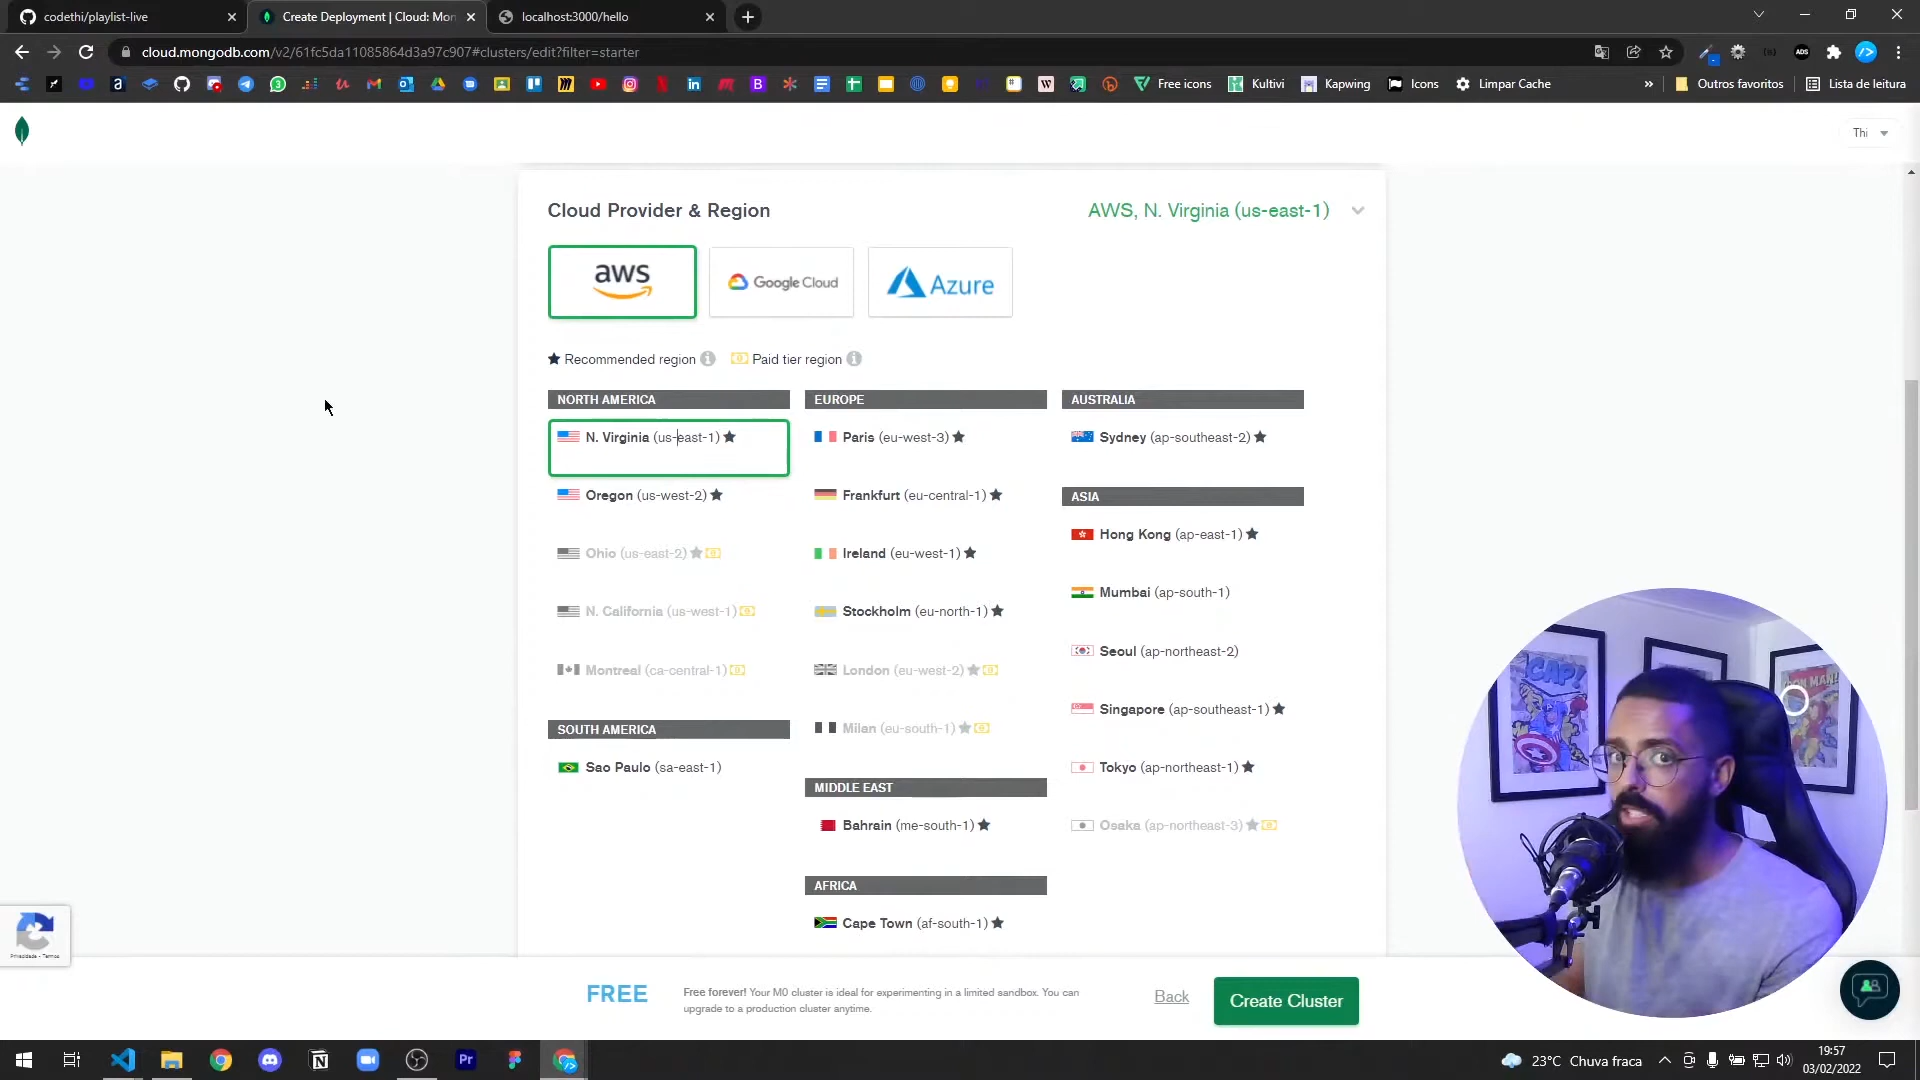 codethi/playlist-live
Create Deployment | Cloud: Mon
localhost:3000/hello
cloud.mongodb.com/v2/61fc5da11085864d3a97c907#clusters/edit?filter=starter
Free icons
Kultivi
Kapwing
Icons
Limpar Cache
»
Outros favoritos
Lista de leitura
Thi
Cloud Provider & Region
AWS, N. Virginia (us-east-1)
aws
Google Cloud
Azure
★ Recommended region
Paid tier region
NORTH AMERICA
N. Virginia (us-east-1) ★
Oregon (us-west-2) ★
Ohio (us-east-2) ★
N. California (us-west-1)
Montreal (ca-central-1)
SOUTH AMERICA
Sao Paulo (sa-east-1)
EUROPE
Paris (eu-west-3) ★
Frankfurt (eu-central-1) ★
Ireland (eu-west-1) ★
Stockholm (eu-north-1) ★
London (eu-west-2) ★
Milan (eu-south-1) ★
MIDDLE EAST
Bahrain (me-south-1) ★
AFRICA
Cape Town (af-south-1) ★
AUSTRALIA
Sydney (ap-southeast-2) ★
ASIA
Hong Kong (ap-east-1) ★
Mumbai (ap-south-1)
Seoul (ap-northeast-2)
Singapore (ap-southeast-1) ★
Tokyo (ap-northeast-1) ★
Osaka (ap-northeast-3) ★
CAP!
IRON MAN!
Privacidade - Termos
FREE
Free forever! Your M0 cluster is ideal for experimenting in a limited sandbox. You can
upgrade to a production cluster anytime.
Back
Create Cluster
Pr
23°C Chuva fraca
19:57
03/02/2022